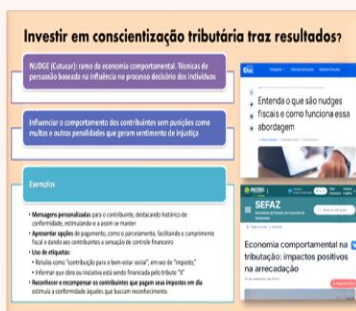 Investir em conscientização tributária traz resultados?
NUDGE (Cutucar): ramo da economia comportamental. Técnicas de
persuasão baseada na influência no processo decisório dos indivíduos
Influenciar o comportamento dos contribuintes sem punições como
multas e outras penalidades que geram sentimento de injustiça
Exemplos
• Mensagens personalizadas para o contribuinte, destacando histórico de
conformidade, estimulando-o a assim se manter
• Apresentar opções de pagamento, como o parcelamento, facilitando o cumprimento
fiscal e dando aos contribuintes a sensação de controle financeiro
• Uso de etiquetas:
• Rótulos como "contribuição para o bem estar social", em vez de "imposto,"
• Informar que obra ou iniciativa está sendo financiada pelo tributo "X"
• Reconhecer e recompensar os contribuintes que pagam seus impostos em dia
estimula a conformidade àqueles que buscam reconhecimento.
Entenda o que são nudges
fiscais e como funciona essa
abordagem
SEFAZ
Economia comportamental na
tributação: impactos positivos
na arrecadação